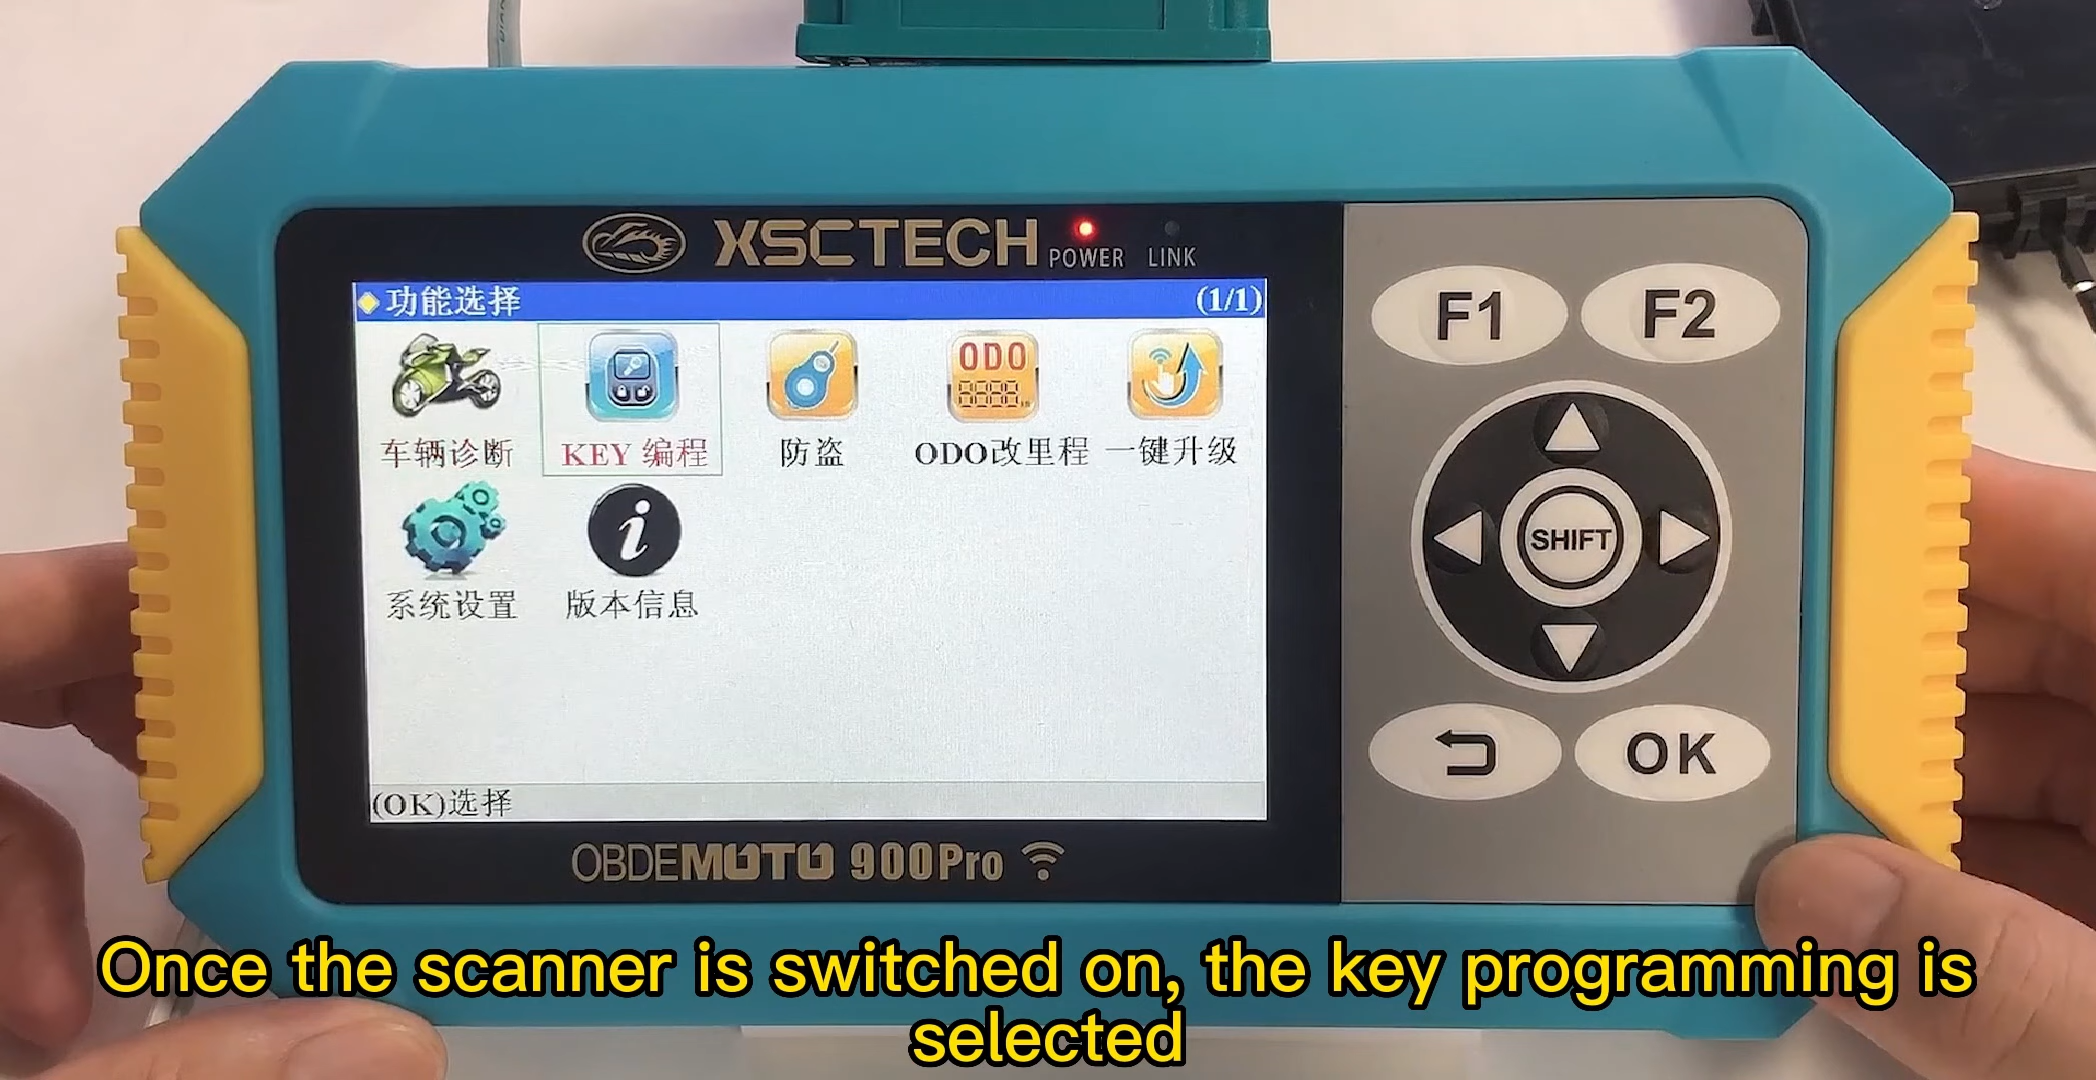 XSCTECH
POWER LINK
功能选择 (1/1)
ODO
车辆诊断 KEY 编程 防盗 ODO改里程 一键升级
i
系统设置 版本信息
(OK)选择
OBDEMOTO 900Pro
F1 F2
SHIFT
OK
Once the scanner is switched on, the key programming is
selected